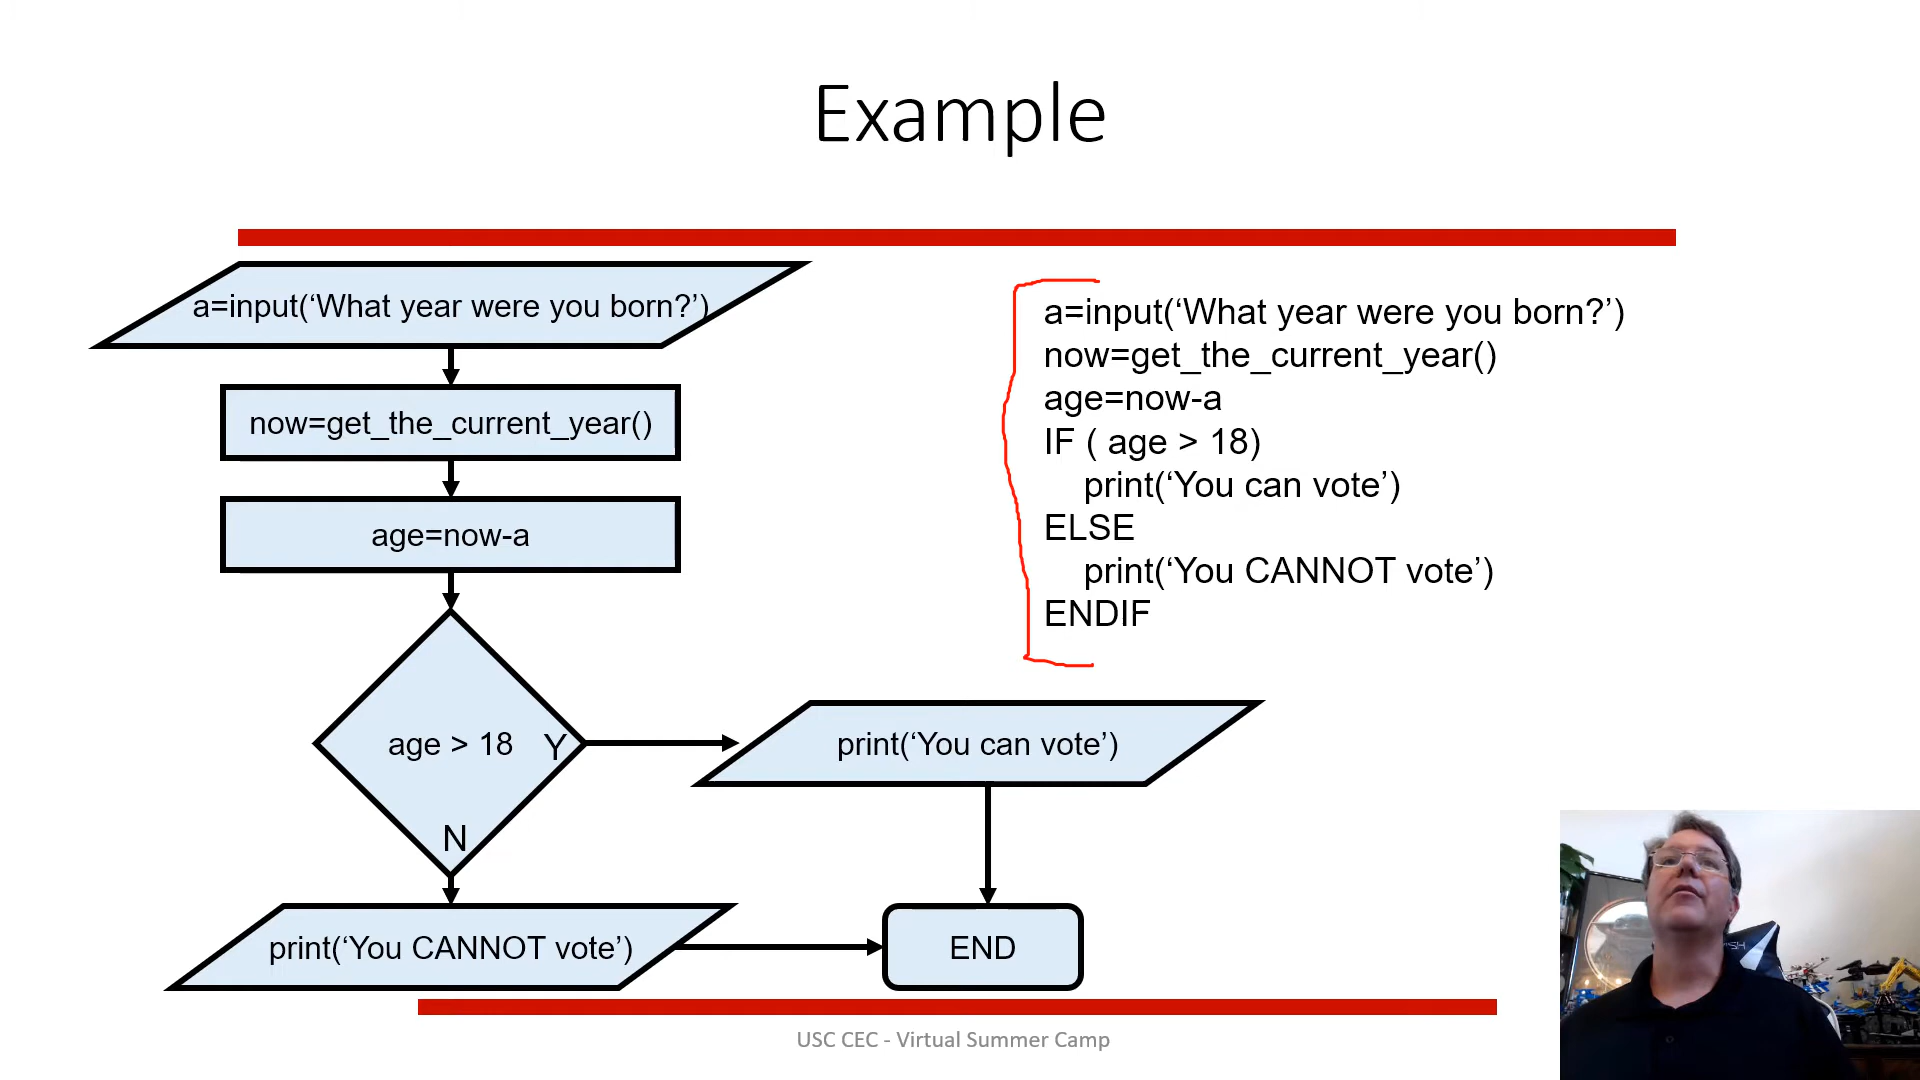 Example
a=input(‘What year were you born?’)
now=get_the_current_year()
age=now-a
age > 18
Y
N
print(‘You can vote’)
print(‘You CANNOT vote’)
END
a=input(‘What year were you born?’)
now=get_the_current_year()
age=now-a
IF ( age > 18)
print(‘You can vote’)
ELSE
print(‘You CANNOT vote’)
ENDIF
USC CEC - Virtual Summer Camp